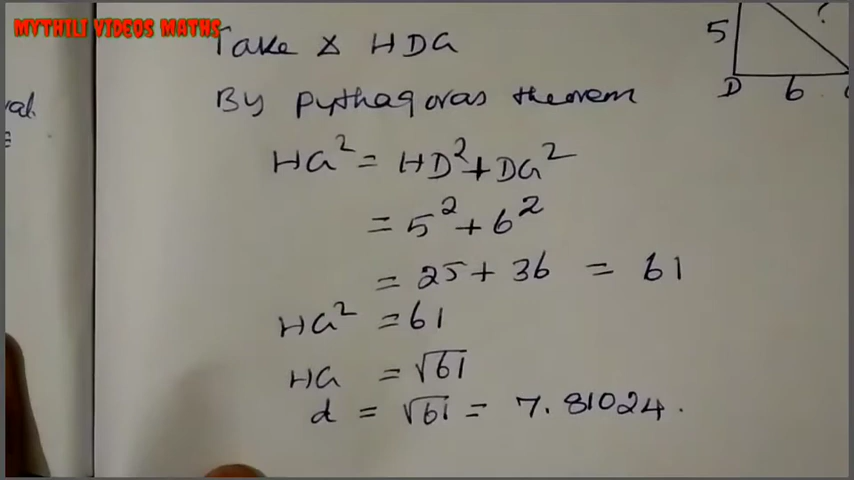 MYTHILI VIDEOS MATHS
Take △ HDG
By Pythagoras theorem
HG² = HD² + DG²
= 5² + 6²
= 25 + 36 = 61
HG² = 61
HG = √61
d = √61 = 7.81024.
5
?
D 6